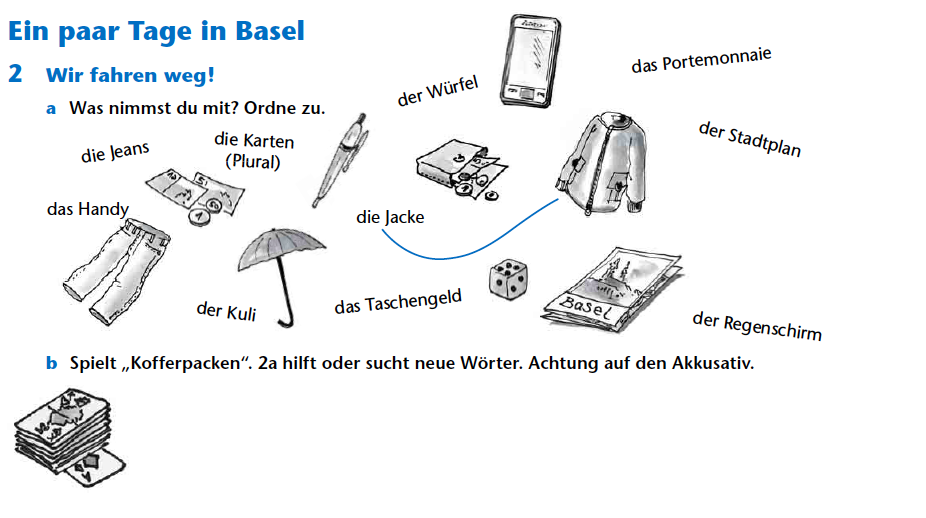 Ein paar Tage in Basel
2 Wir fahren weg!
a Was nimmst du mit? Ordne zu.
der Würfel
das Portemonnaie
die Jeans
die Karten
(Plural)
der Stadtplan
das Handy
die Jacke
der Kuli
das Taschengeld
Basel
der Regenschirm
b Spielt „Kofferpacken“. 2a hilft oder sucht neue Wörter. Achtung auf den Akkusativ.